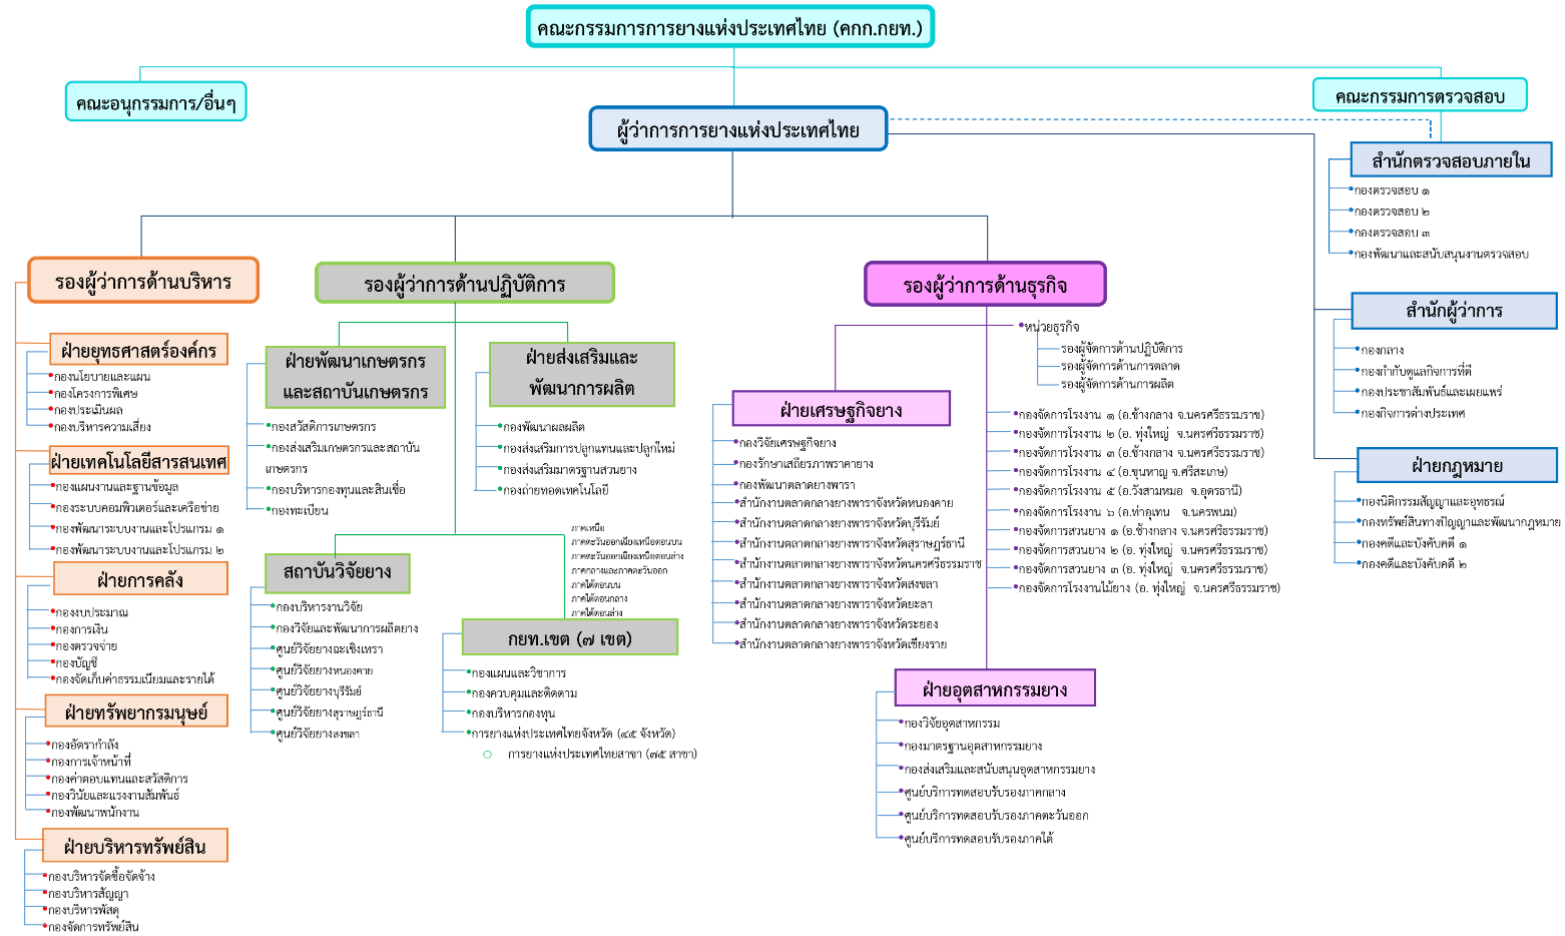 คณะกรรมการการยางแห่งประเทศไทย (คกก.กยท.)
คณะอนุกรรมการ/อื่นๆ
คณะกรรมการตรวจสอบ
ผู้ว่าการการยางแห่งประเทศไทย
สำนักตรวจสอบภายใน
•กองตรวจสอบ ๑
•กองตรวจสอบ ๒
•กองตรวจสอบ ๓
•กองพัฒนาและสนับสนุนงานตรวจสอบ
สำนักผู้ว่าการ
•กองกลาง
•กองกำกับดูแลกิจการที่ดี
•กองประชาสัมพันธ์และเผยแพร่
•กองกิจการต่างประเทศ
ฝ่ายกฎหมาย
•กองนิติกรรมสัญญาและอุทธรณ์
•กองทรัพย์สินทางปัญญาและพัฒนากฎหมาย
•กองคดีและบังคับคดี ๑
•กองคดีและบังคับคดี ๒
รองผู้ว่าการด้านบริหาร
ฝ่ายยุทธศาสตร์องค์กร
•กองนโยบายและแผน
•กองโครงการพิเศษ
•กองประเมินผล
•กองบริหารความเสี่ยง
ฝ่ายเทคโนโลยีสารสนเทศ
•กองแผนงานและฐานข้อมูล
•กองระบบคอมพิวเตอร์และเครือข่าย
•กองพัฒนาระบบงานและโปรแกรม ๑
•กองพัฒนาระบบงานและโปรแกรม ๒
ฝ่ายการคลัง
•กองงบประมาณ
•กองการเงิน
•กองตรวจจ่าย
•กองบัญชี
•กองจัดเก็บค่าธรรมเนียมและรายได้
ฝ่ายทรัพยากรมนุษย์
•กองอัตรากำลัง
•กองการเจ้าหน้าที่
•กองค่าตอบแทนและสวัสดิการ
•กองวินัยและแรงงานสัมพันธ์
•กองพัฒนาพนักงาน
ฝ่ายบริหารทรัพย์สิน
•กองบริหารจัดซื้อจัดจ้าง
•กองบริหารสัญญา
•กองบริหารพัสดุ
•กองจัดการทรัพย์สิน
รองผู้ว่าการด้านปฏิบัติการ
ฝ่ายพัฒนาเกษตรกร
และสถาบันเกษตรกร
•กองสวัสดิการเกษตรกร
•กองส่งเสริมเกษตรกรและสถาบัน
เกษตรกร
•กองบริหารกองทุนและสินเชื่อ
•กองทะเบียน
ฝ่ายส่งเสริมและ
พัฒนาการผลิต
•กองพัฒนาผลผลิต
•กองส่งเสริมการปลูกแทนและปลูกใหม่
•กองส่งเสริมมาตรฐานสวนยาง
•กองถ่ายทอดเทคโนโลยี
สถาบันวิจัยยาง
•กองบริหารงานวิจัย
•กองวิจัยและพัฒนาการผลิตยาง
•ศูนย์วิจัยยางฉะเชิงเทรา
•ศูนย์วิจัยยางหนองคาย
•ศูนย์วิจัยยางบุรีรัมย์
•ศูนย์วิจัยยางสุราษฎร์ธานี
•ศูนย์วิจัยยางสงขลา
ภาคเหนือ
ภาคตะวันออกเฉียงเหนือตอนบน
ภาคตะวันออกเฉียงเหนือตอนล่าง
ภาคกลางและภาคตะวันออก
ภาคใต้ตอนบน
ภาคใต้ตอนกลาง
ภาคใต้ตอนล่าง
กยท.เขต (๗ เขต)
•กองแผนและวิชาการ
•กองควบคุมและติดตาม
•กองบริหารกองทุน
•การยางแห่งประเทศไทยจังหวัด (๔๕ จังหวัด)
○ การยางแห่งประเทศไทยสาขา (๗๕ สาขา)
รองผู้ว่าการด้านธุรกิจ
•หน่วยธุรกิจ
รองผู้จัดการด้านปฏิบัติการ
รองผู้จัดการด้านการตลาด
รองผู้จัดการด้านการผลิต
•กองจัดการโรงงาน ๑ (อ.ช้างกลาง จ.นครศรีธรรมราช)
•กองจัดการโรงงาน ๒ (อ. ทุ่งใหญ่ จ.นครศรีธรรมราช)
•กองจัดการโรงงาน ๓ (อ.ช้างกลาง จ.นครศรีธรรมราช)
•กองจัดการโรงงาน ๔ (อ.ขุนหาญ จ.ศรีสะเกษ)
•กองจัดการโรงงาน ๕ (อ.วังสามหมอ จ.อุดรธานี)
•กองจัดการโรงงาน ๖ (อ.ท่าอุเทน จ.นครพนม)
•กองจัดการสวนยาง ๑ (อ.ช้างกลาง จ.นครศรีธรรมราช)
•กองจัดการสวนยาง ๒ (อ. ทุ่งใหญ่ จ.นครศรีธรรมราช)
•กองจัดการสวนยาง ๓ (อ. ทุ่งใหญ่ จ.นครศรีธรรมราช)
•กองจัดการโรงงานไม้ยาง (อ. ทุ่งใหญ่ จ.นครศรีธรรมราช)
ฝ่ายเศรษฐกิจยาง
•กองวิจัยเศรษฐกิจยาง
•กองรักษาเสถียรภาพราคายาง
•กองพัฒนาตลาดยางพารา
•สำนักงานตลาดกลางยางพาราจังหวัดหนองคาย
•สำนักงานตลาดกลางยางพาราจังหวัดบุรีรัมย์
•สำนักงานตลาดกลางยางพาราจังหวัดสุราษฎร์ธานี
•สำนักงานตลาดกลางยางพาราจังหวัดนครศรีธรรมราช
•สำนักงานตลาดกลางยางพาราจังหวัดสงขลา
•สำนักงานตลาดกลางยางพาราจังหวัดยะลา
•สำนักงานตลาดกลางยางพาราจังหวัดระยอง
•สำนักงานตลาดกลางยางพาราจังหวัดเชียงราย
ฝ่ายอุตสาหกรรมยาง
•กองวิจัยอุตสาหกรรม
•กองมาตรฐานอุตสาหกรรมยาง
•กองส่งเสริมและสนับสนุนอุตสาหกรรมยาง
•ศูนย์บริการทดสอบรับรองภาคกลาง
•ศูนย์บริการทดสอบรับรองภาคตะวันออก
•ศูนย์บริการทดสอบรับรองภาคใต้